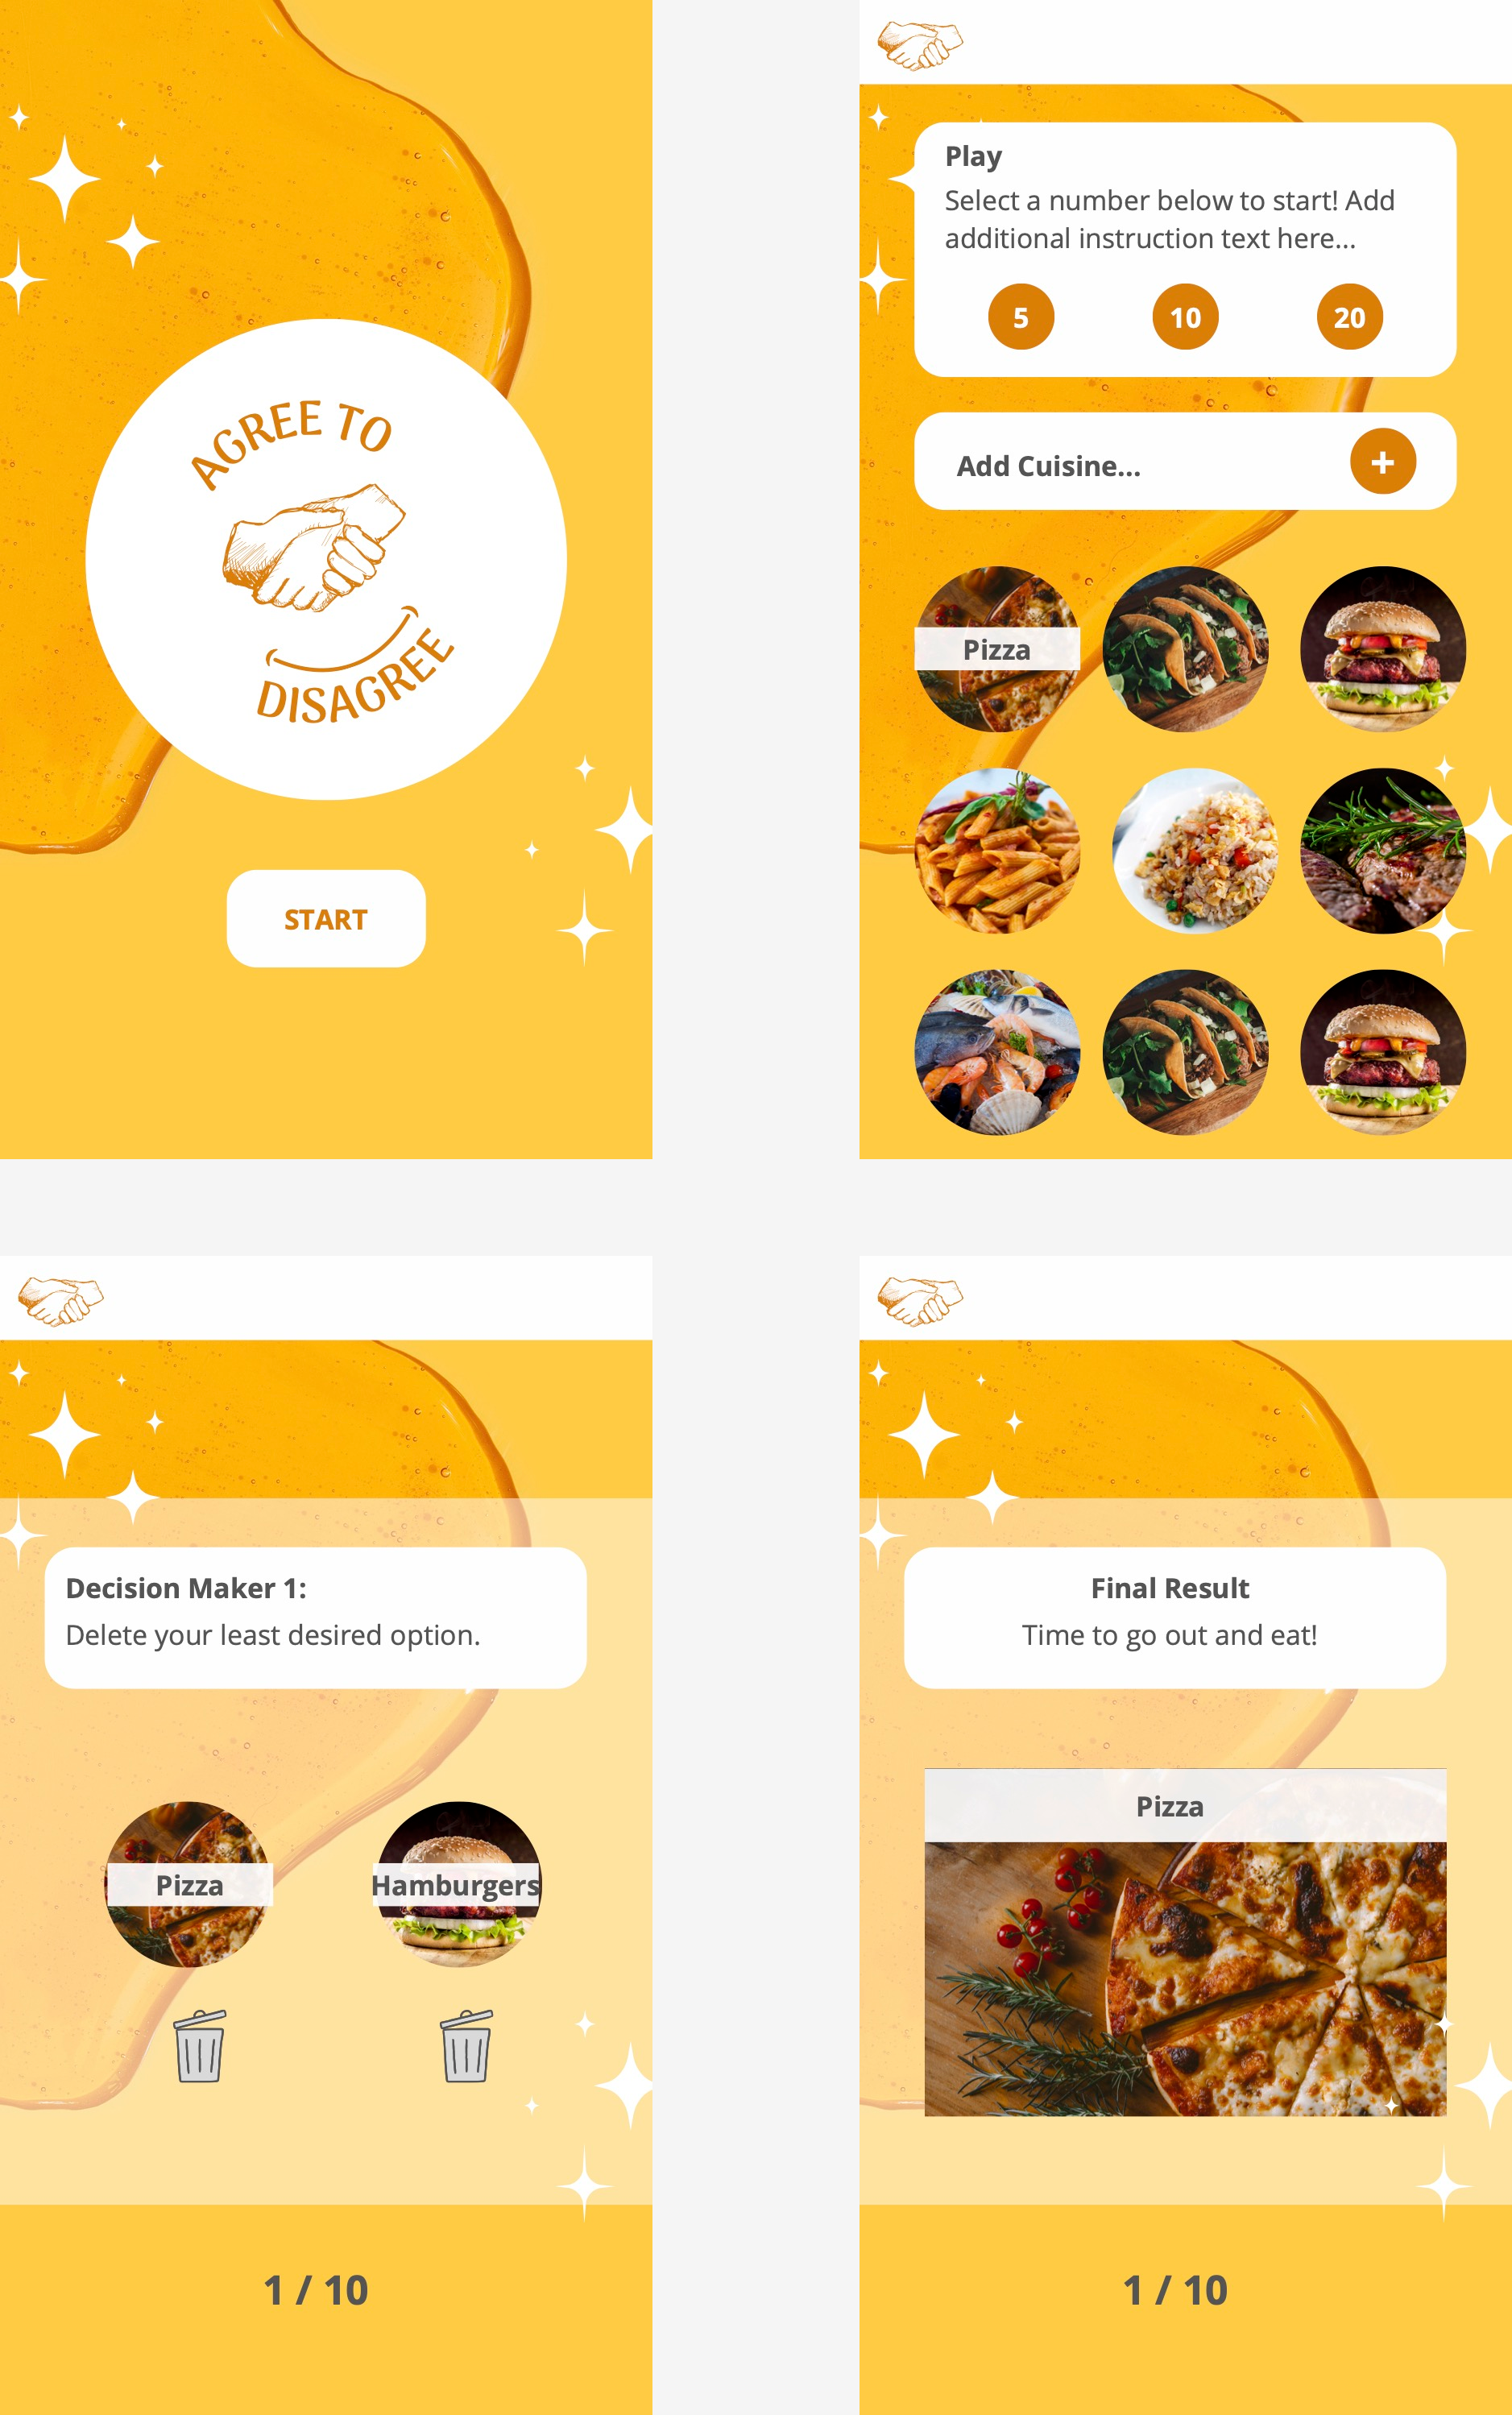 AGREE TO
DISAGREE
START
Play
Select a number below to start! Add
additional instruction text here...
5 10 20
Add Cuisine... +
Pizza
Decision Maker 1:
Delete your least desired option.
Pizza Hamburgers
1 / 10
Final Result
Time to go out and eat!
Pizza
1 / 10